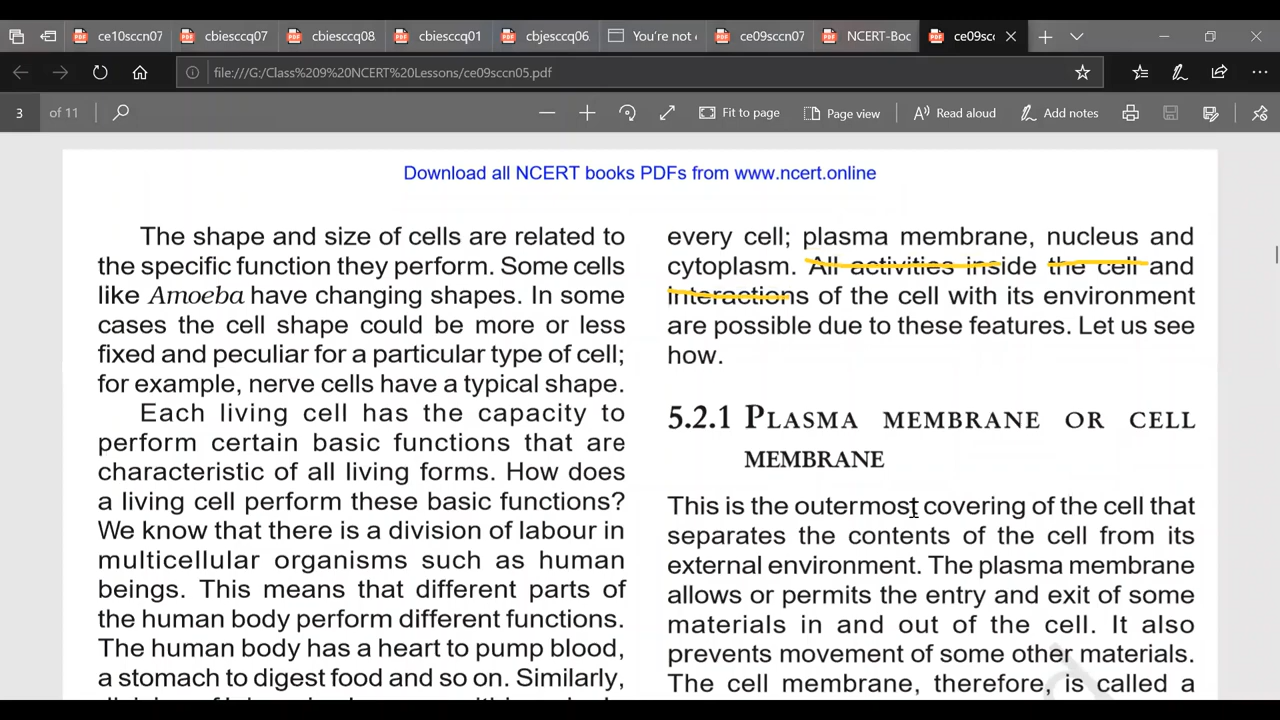 ce10sccn07
cbiesccq07
cbiesccq08
cbiesccq01
cbjesccq06
You're not
ce09sccn07
NCERT-Boo
ce09scc
file:///G:/Class%209%20NCERT%20Lessons/ce09sccn05.pdf
3 of 11
Fit to page
Page view
Read aloud
Add notes
Download all NCERT books PDFs from www.ncert.online
The shape and size of cells are related to
the specific function they perform. Some cells
like Amoeba have changing shapes. In some
cases the cell shape could be more or less
fixed and peculiar for a particular type of cell;
for example, nerve cells have a typical shape.
Each living cell has the capacity to
perform certain basic functions that are
characteristic of all living forms. How does
a living cell perform these basic functions?
We know that there is a division of labour in
multicellular organisms such as human
beings. This means that different parts of
the human body perform different functions.
The human body has a heart to pump blood,
a stomach to digest food and so on. Similarly,
every cell; plasma membrane, nucleus and
cytoplasm. All activities inside the cell and
interactions of the cell with its environment
are possible due to these features. Let us see
how.
5.2.1 PLASMA MEMBRANE OR CELL
MEMBRANE
This is the outermost covering of the cell that
separates the contents of the cell from its
external environment. The plasma membrane
allows or permits the entry and exit of some
materials in and out of the cell. It also
prevents movement of some other materials.
The cell membrane, therefore, is called a